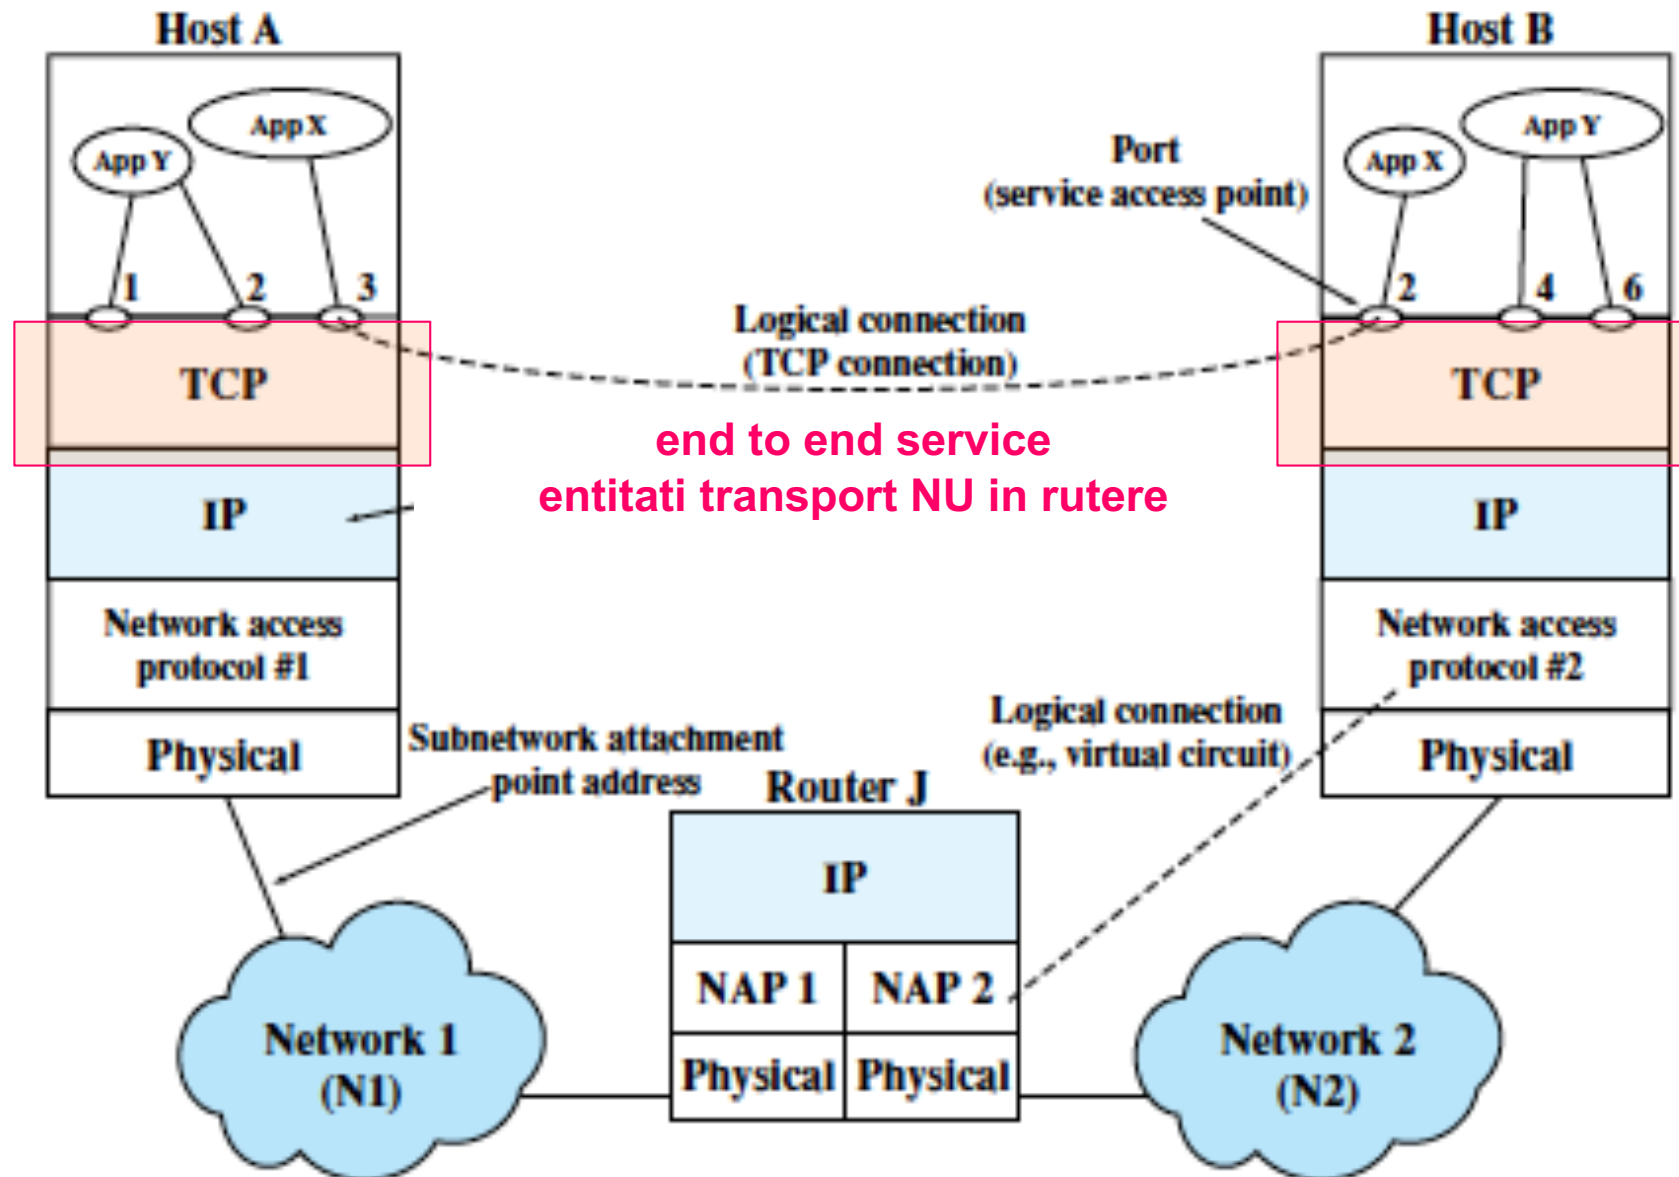 Host A
Host B
App X
App Y
App Y
App X
Port
(service access point)
1
2
3
2
4
6
Logical connection
(TCP connection)
TCP
TCP
end to end service
entitati transport NU in rutere
IP
IP
Network access
protocol #1
Network access
protocol #2
Logical connection
(e.g., virtual circuit)
Physical
Subnetwork attachment
point address
Physical
Router J
IP
NAP 1
NAP 2
Physical
Physical
Network 1
(N1)
Network 2
(N2)